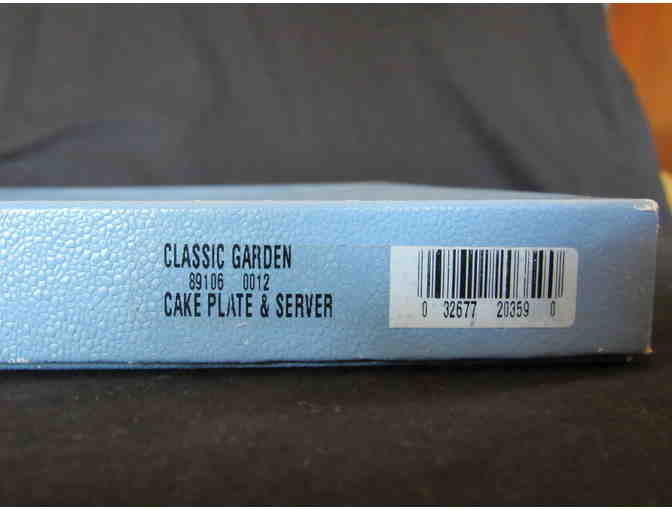 CLASSIC GARDEN
89106 0012
CAKE PLATE & SERVER
0 32677 20359 0